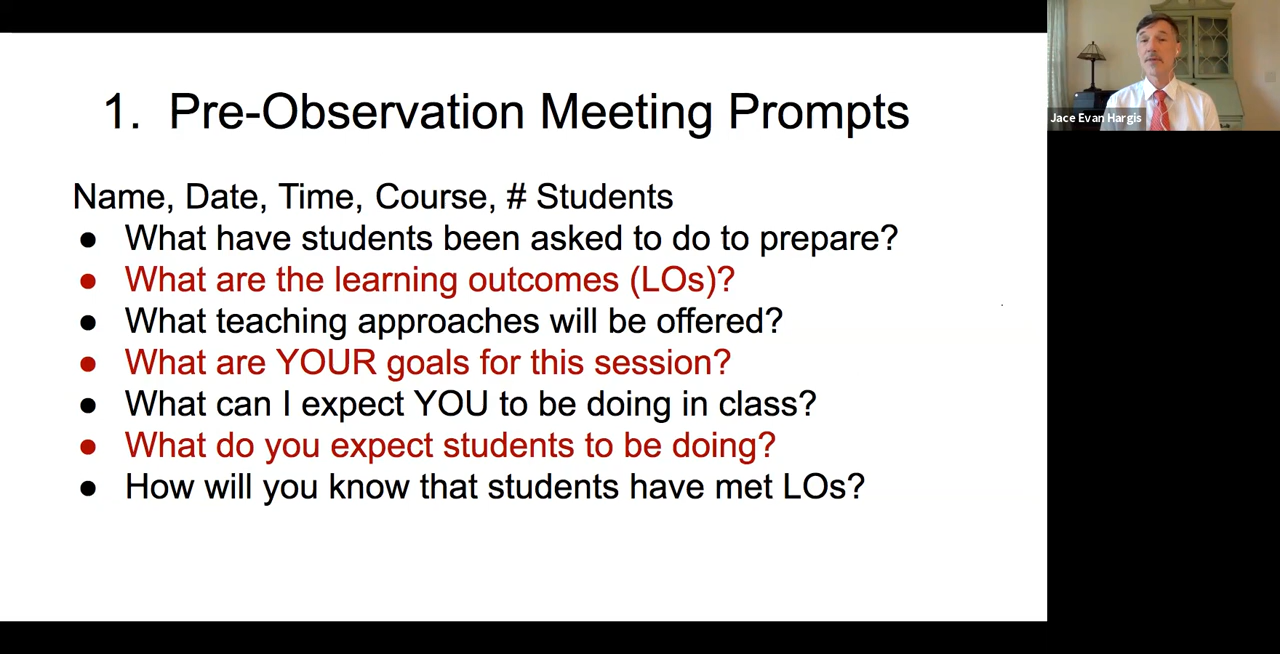 1. Pre-Observation Meeting Prompts
Name, Date, Time, Course, # Students
● What have students been asked to do to prepare?
● What are the learning outcomes (LOs)?
● What teaching approaches will be offered?
● What are YOUR goals for this session?
● What can I expect YOU to be doing in class?
● What do you expect students to be doing?
● How will you know that students have met LOs?
Jace Evan Hargis